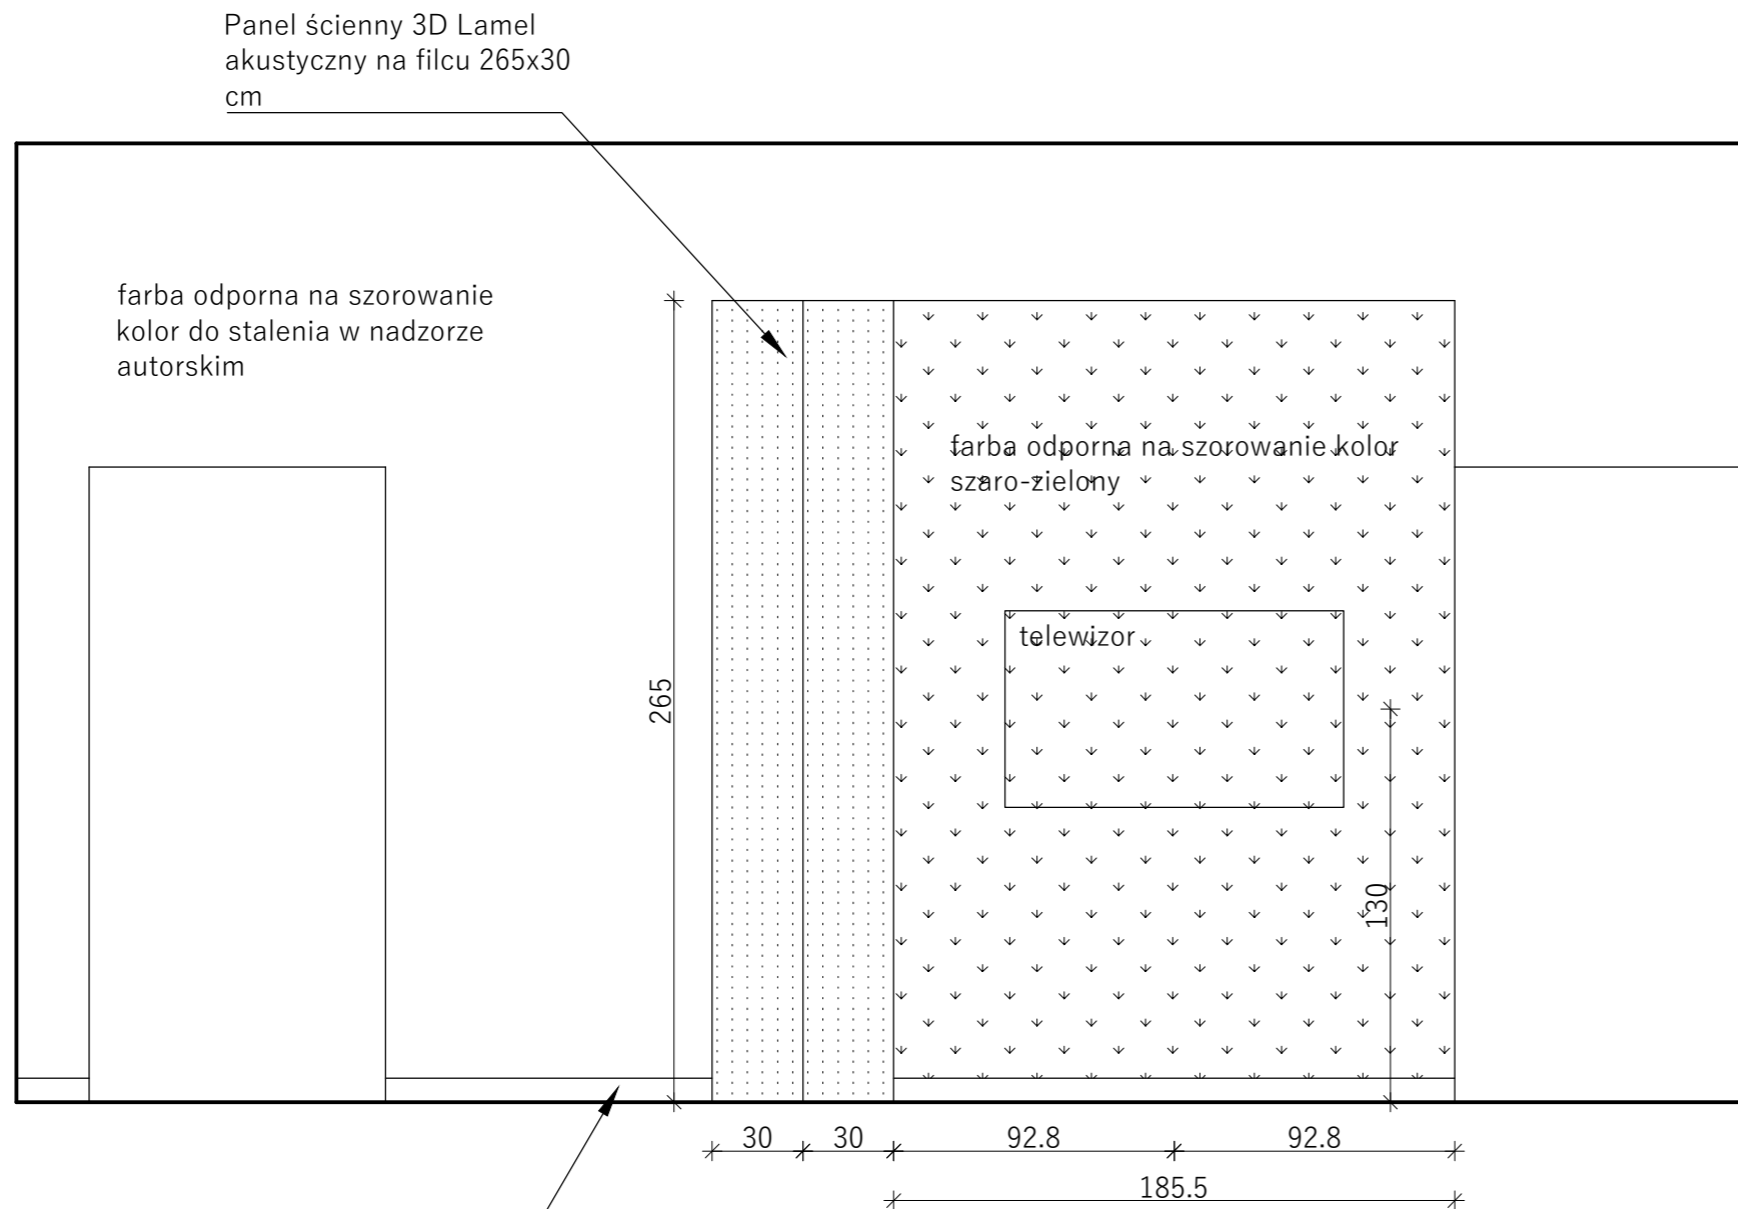 Panel ścienny 3D Lamel
akustyczny na filcu 265x30
cm
farba odporna na szorowanie
kolor do stalenia w nadzorze
autorskim
farba odporna na szorowanie kolor
szaro-zielony
telewizor
265
130
30
30
92.8
92.8
185.5